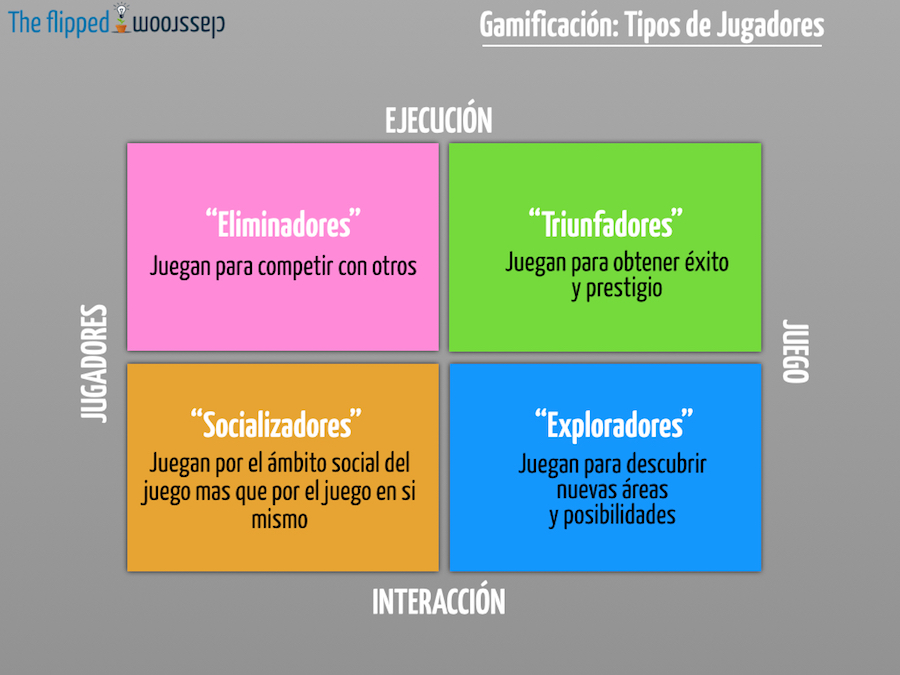 The flipped classroom
Gamificación: Tipos de Jugadores
EJECUCIÓN
“Eliminadores”
Juegan para competir con otros
“Triunfadores”
Juegan para obtener éxito
y prestigio
JUGADORES
JUEGO
“Socializadores”
Juegan por el ámbito social del
juego mas que por el juego en si
mismo
“Exploradores”
Juegan para descubrir
nuevas áreas
y posibilidades
INTERACCIÓN